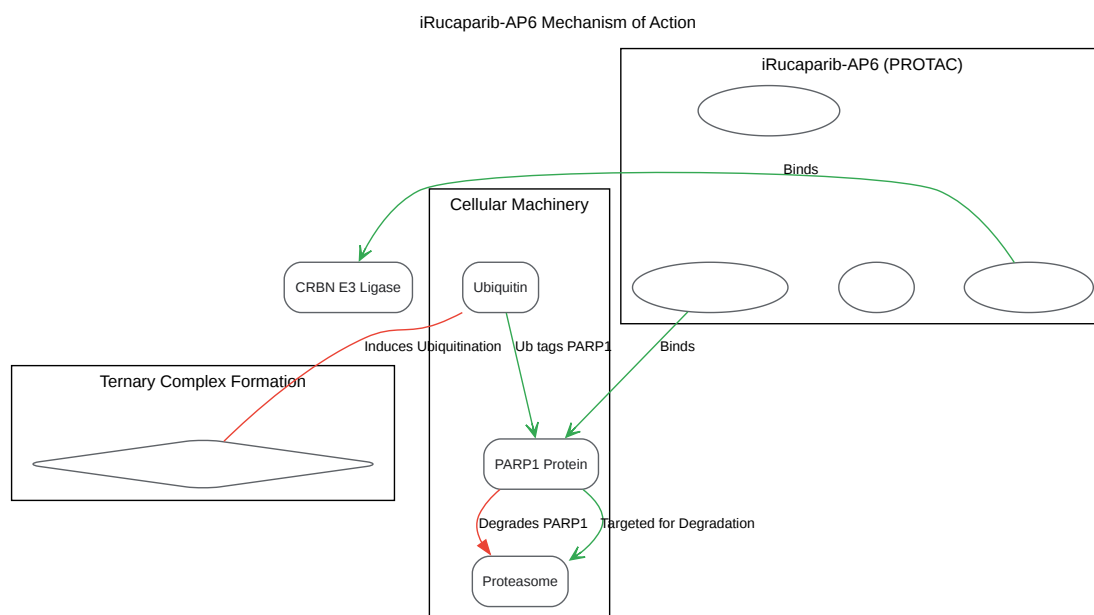 iRucaparib-AP6 Mechanism of Action
iRucaparib-AP6 (PROTAC)
Binds
Cellular Machinery
CRBN E3 Ligase
Ubiquitin
Induces Ubiquitination
Ub tags PARP1
Binds
Ternary Complex Formation
PARP1 Protein
Degrades PARP1
Targeted for Degradation
Proteasome